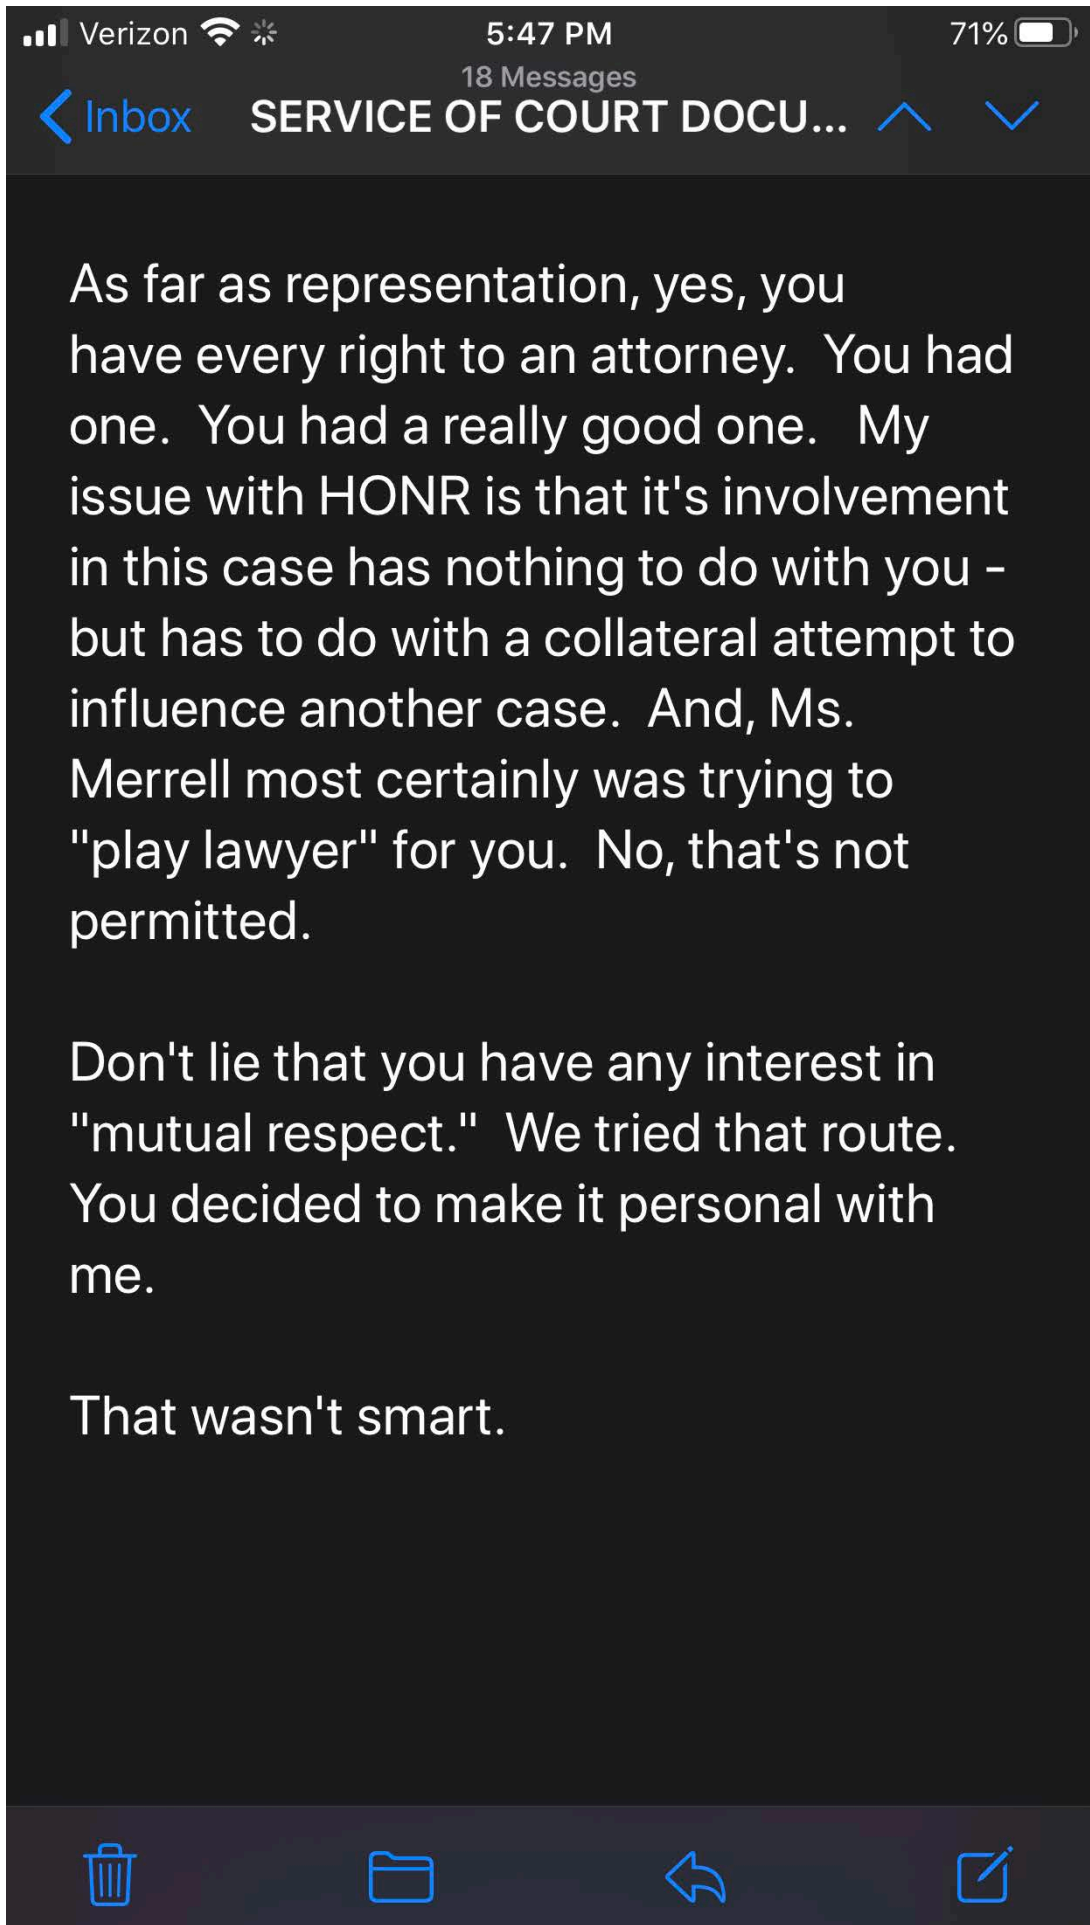 Verizon 5:47 PM 71%
18 Messages
Inbox SERVICE OF COURT DOCU...
As far as representation, yes, you
have every right to an attorney.  You had
one.  You had a really good one.   My
issue with HONR is that it's involvement
in this case has nothing to do with you -
but has to do with a collateral attempt to
influence another case.  And, Ms.
Merrell most certainly was trying to
"play lawyer" for you.  No, that's not
permitted.
Don't lie that you have any interest in
"mutual respect."  We tried that route.
You decided to make it personal with
me.
That wasn't smart.